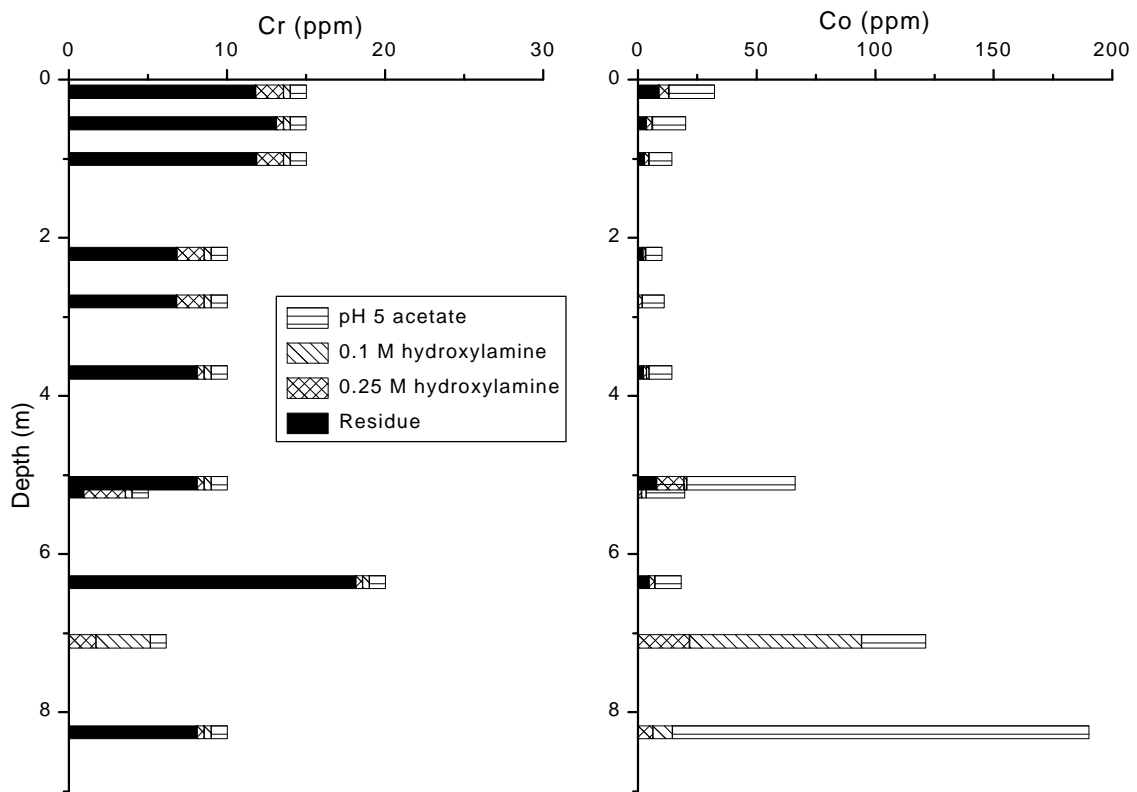 Cr (ppm)
0 10 20 30
Co (ppm)
0 50 100 150 200
Depth (m)
0
2
4
6
8
pH 5 acetate
0.1 M hydroxylamine
0.25 M hydroxylamine
Residue
0
2
4
6
8